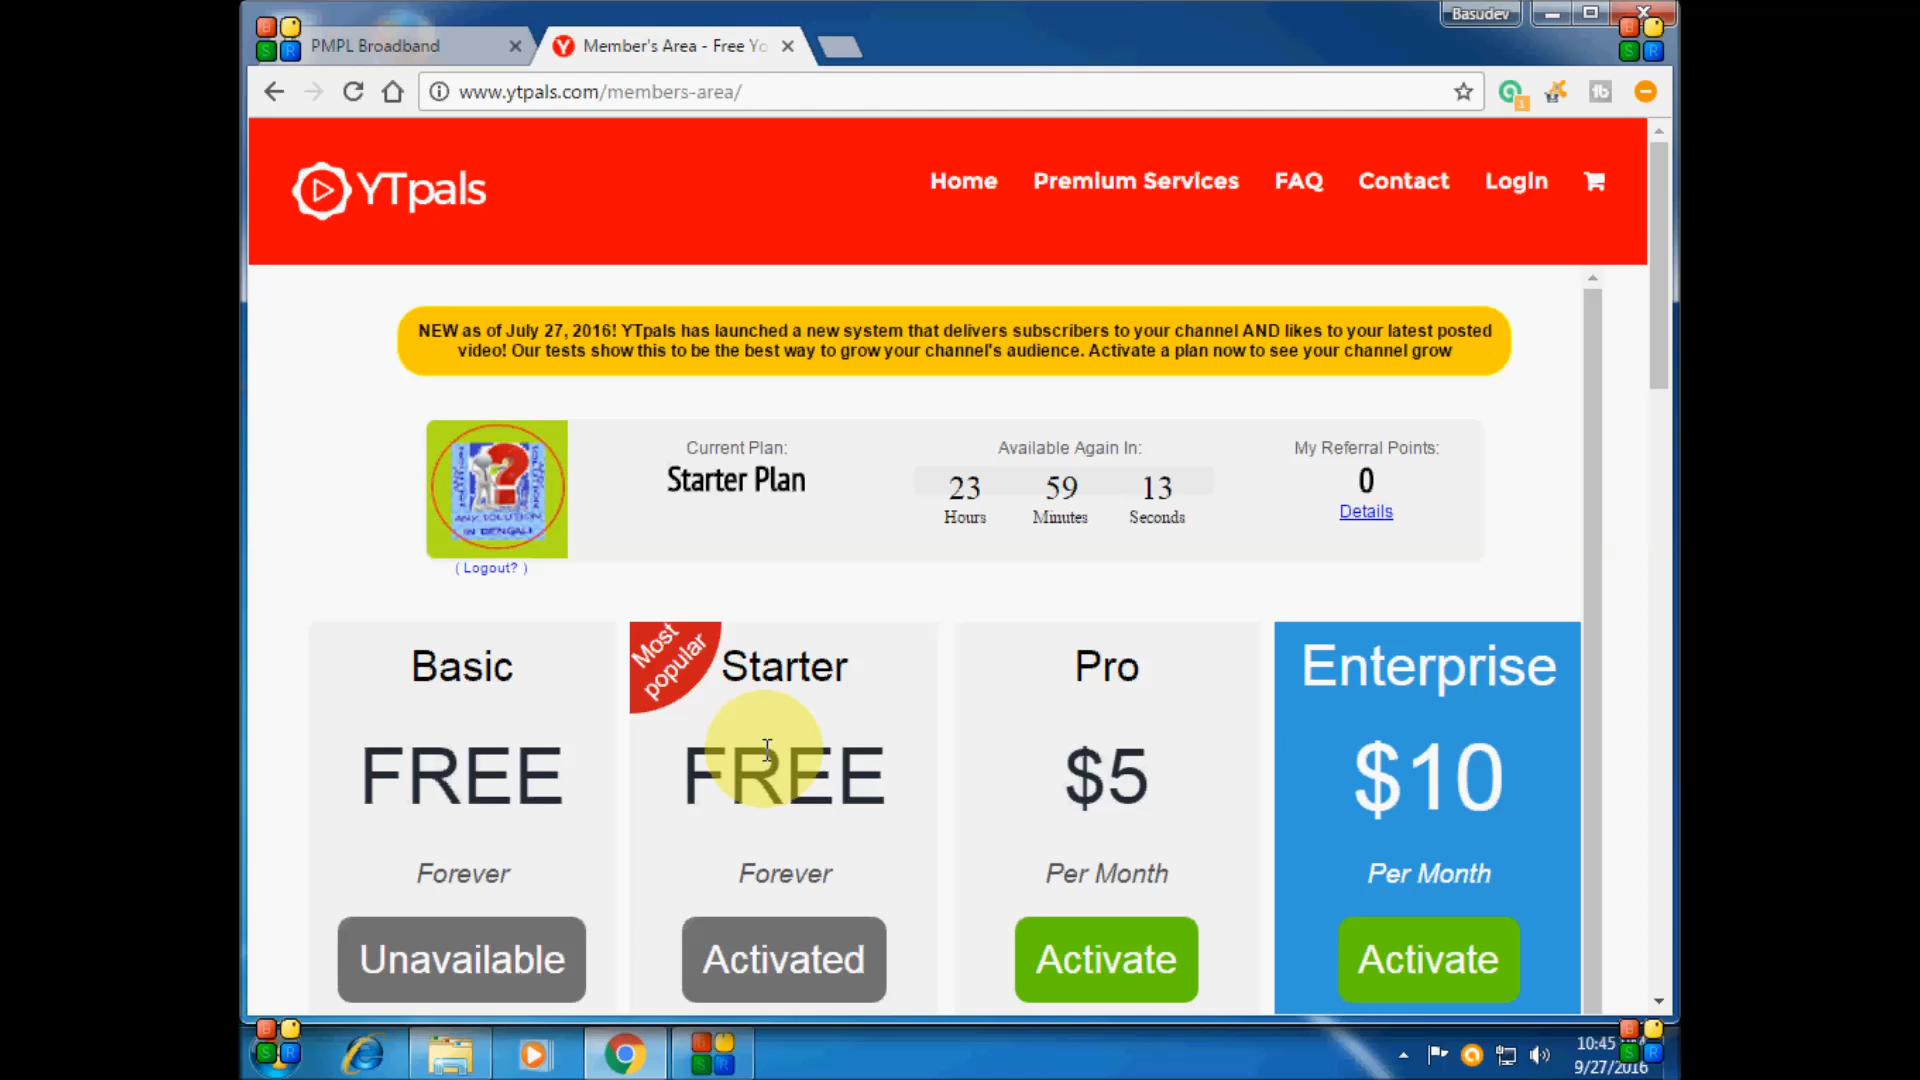 Basudev
PMPL Broadband
Member's Area - Free Yo
www.ytpals.com/members-area/
YTpals
Home
Premium Services
FAQ
Contact
Login
NEW as of July 27, 2016! YTpals has launched a new system that delivers subscribers to your channel AND likes to your latest posted
video! Our tests show this to be the best way to grow your channel's audience. Activate a plan now to see your channel grow
ANY SOLUTION
IN BENGALI
( Logout? )
Current Plan:
Starter Plan
Available Again In:
23 59 13
Hours Minutes Seconds
My Referral Points:
0
Details
Basic
FREE
Forever
Unavailable
Most
popular
Starter
FREE
Forever
Activated
Pro
$5
Per Month
Activate
Enterprise
$10
Per Month
Activate
10:45
9/27/2016